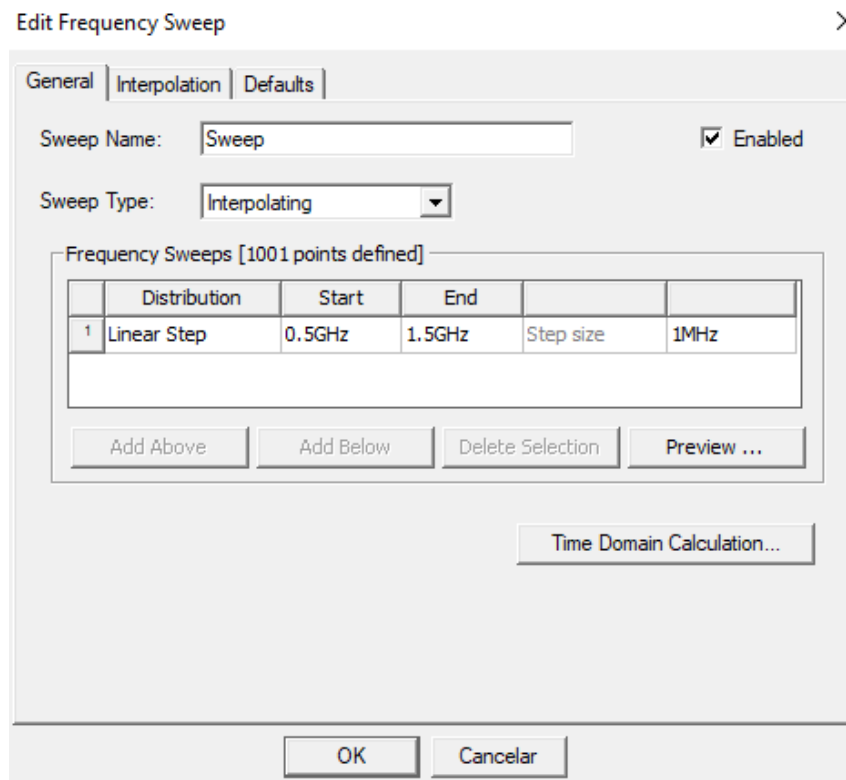 Edit Frequency Sweep
General Interpolation Defaults
Sweep Name: Sweep Enabled
Sweep Type: Interpolating
Frequency Sweeps [1001 points defined]
Distribution Start End
1 Linear Step 0.5GHz 1.5GHz Step size 1MHz
Add Above Add Below Delete Selection Preview ...
Time Domain Calculation...
OK Cancelar